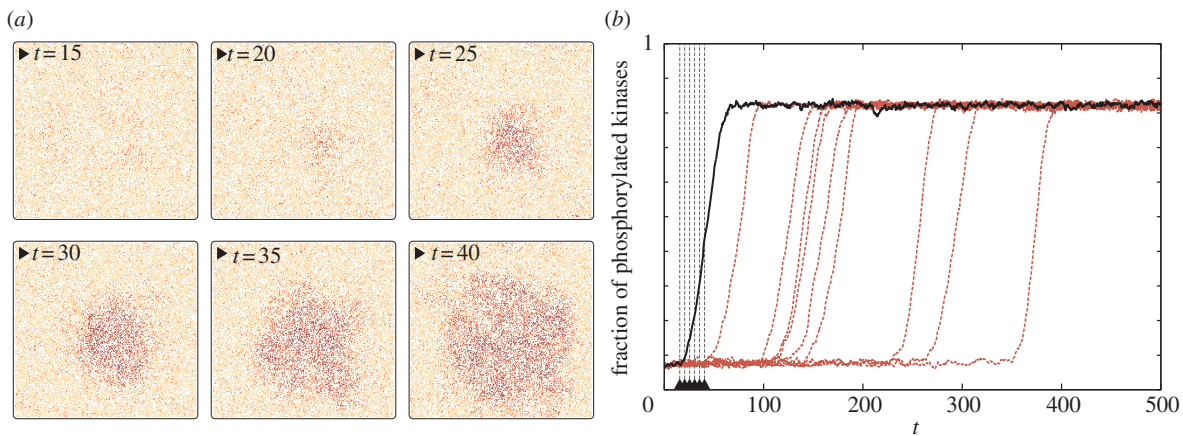 (a)
t=15
t=20
t=25
t=30
t=35
t=40
(b)
fraction of phosphorylated kinases
1
0 100 200 300 400 500
t